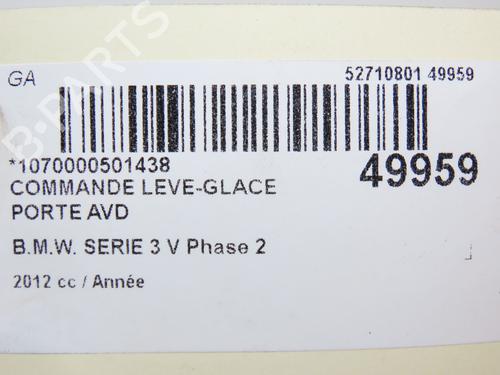 GA
52710801 49959
*1070000501438
49959
COMMANDE LEVE-GLACE
PORTE AVD
B.M.W. SERIE 3 V Phase 2
2012 cc / Année
B-PARTS